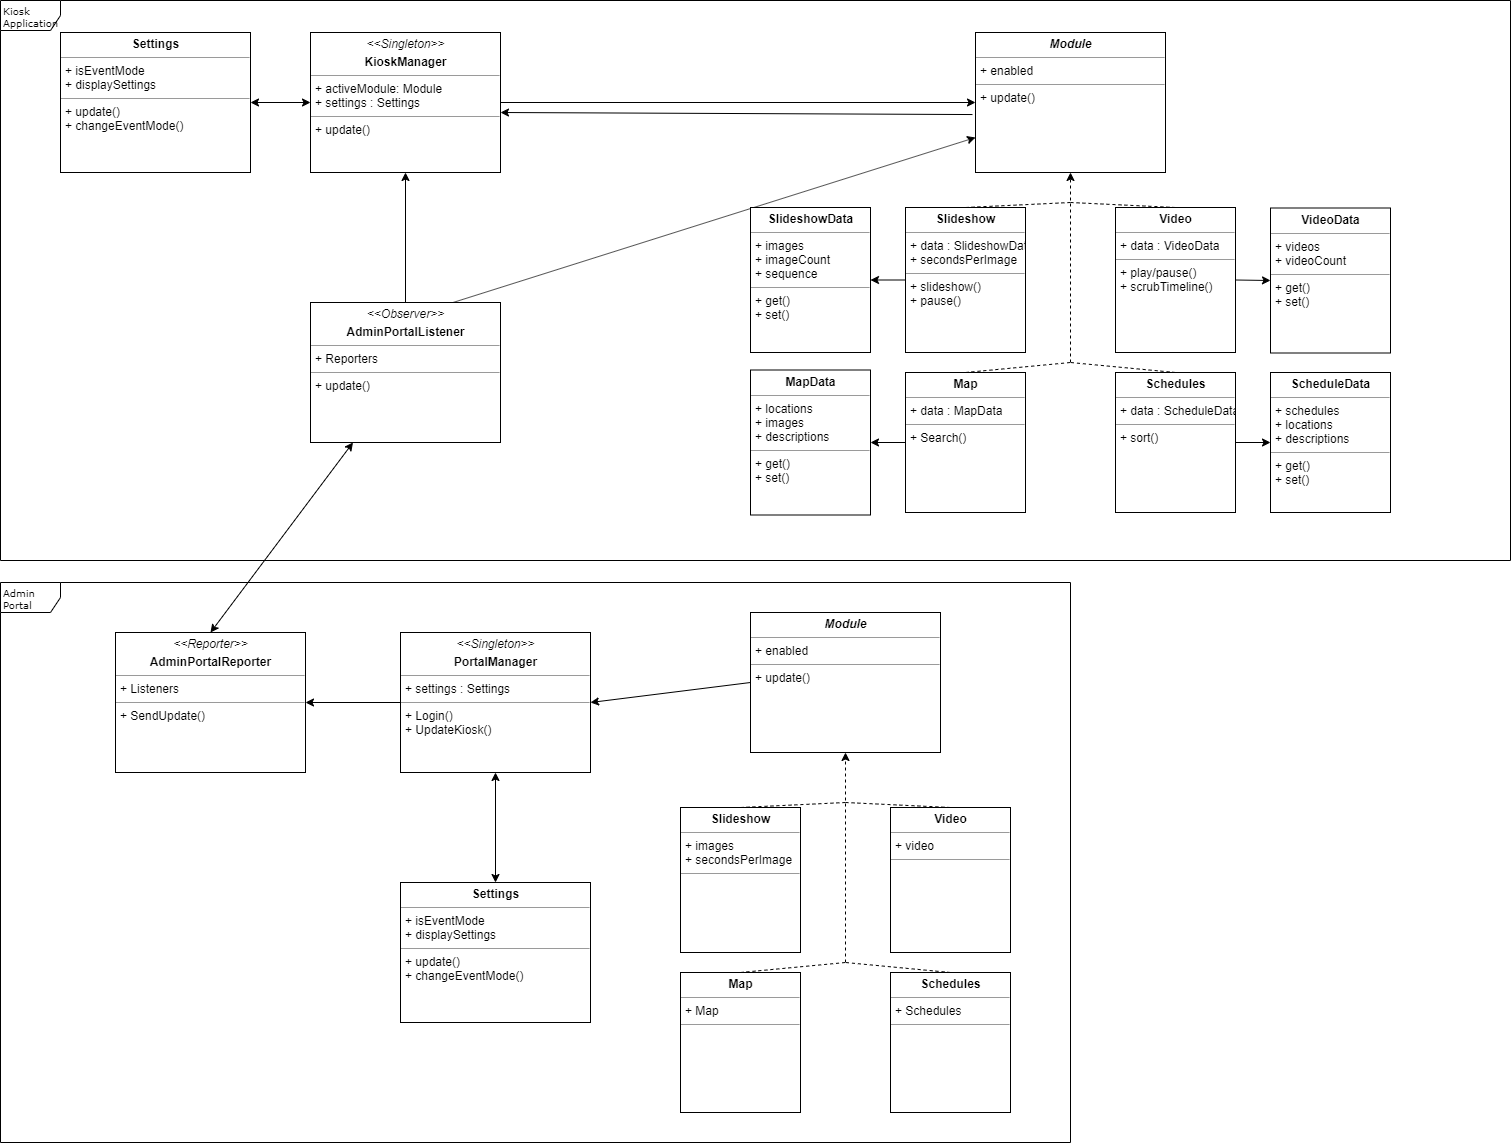 Kiosk
Application
Settings
+ isEventMode
+ displaySettings
+ update()
+ changeEventMode()
<<Singleton>>
KioskManager
+ activeModule: Module
+ settings : Settings
+ update()
Module
+ enabled
+ update()
<<Observer>>
AdminPortalListener
+ Reporters
+ update()
SlideshowData
+ images
+ imageCount
+ sequence
+ get()
+ set()
Slideshow
+ data : SlideshowDat
+ secondsPerImage
+ slideshow()
+ pause()
Video
+ data : VideoData
+ play/pause()
+ scrubTimeline()
VideoData
+ videos
+ videoCount
+ get()
+ set()
MapData
+ locations
+ images
+ descriptions
+ get()
+ set()
Map
+ data : MapData
+ Search()
Schedules
+ data : ScheduleData
+ sort()
ScheduleData
+ schedules
+ locations
+ descriptions
+ get()
+ set()
Admin
Portal
<<Reporter>>
AdminPortalReporter
+ Listeners
+ SendUpdate()
<<Singleton>>
PortalManager
+ settings : Settings
+ Login()
+ UpdateKiosk()
Module
+ enabled
+ update()
Settings
+ isEventMode
+ displaySettings
+ update()
+ changeEventMode()
Slideshow
+ images
+ secondsPerImage
Video
+ video
Map
+ Map
Schedules
+ Schedules